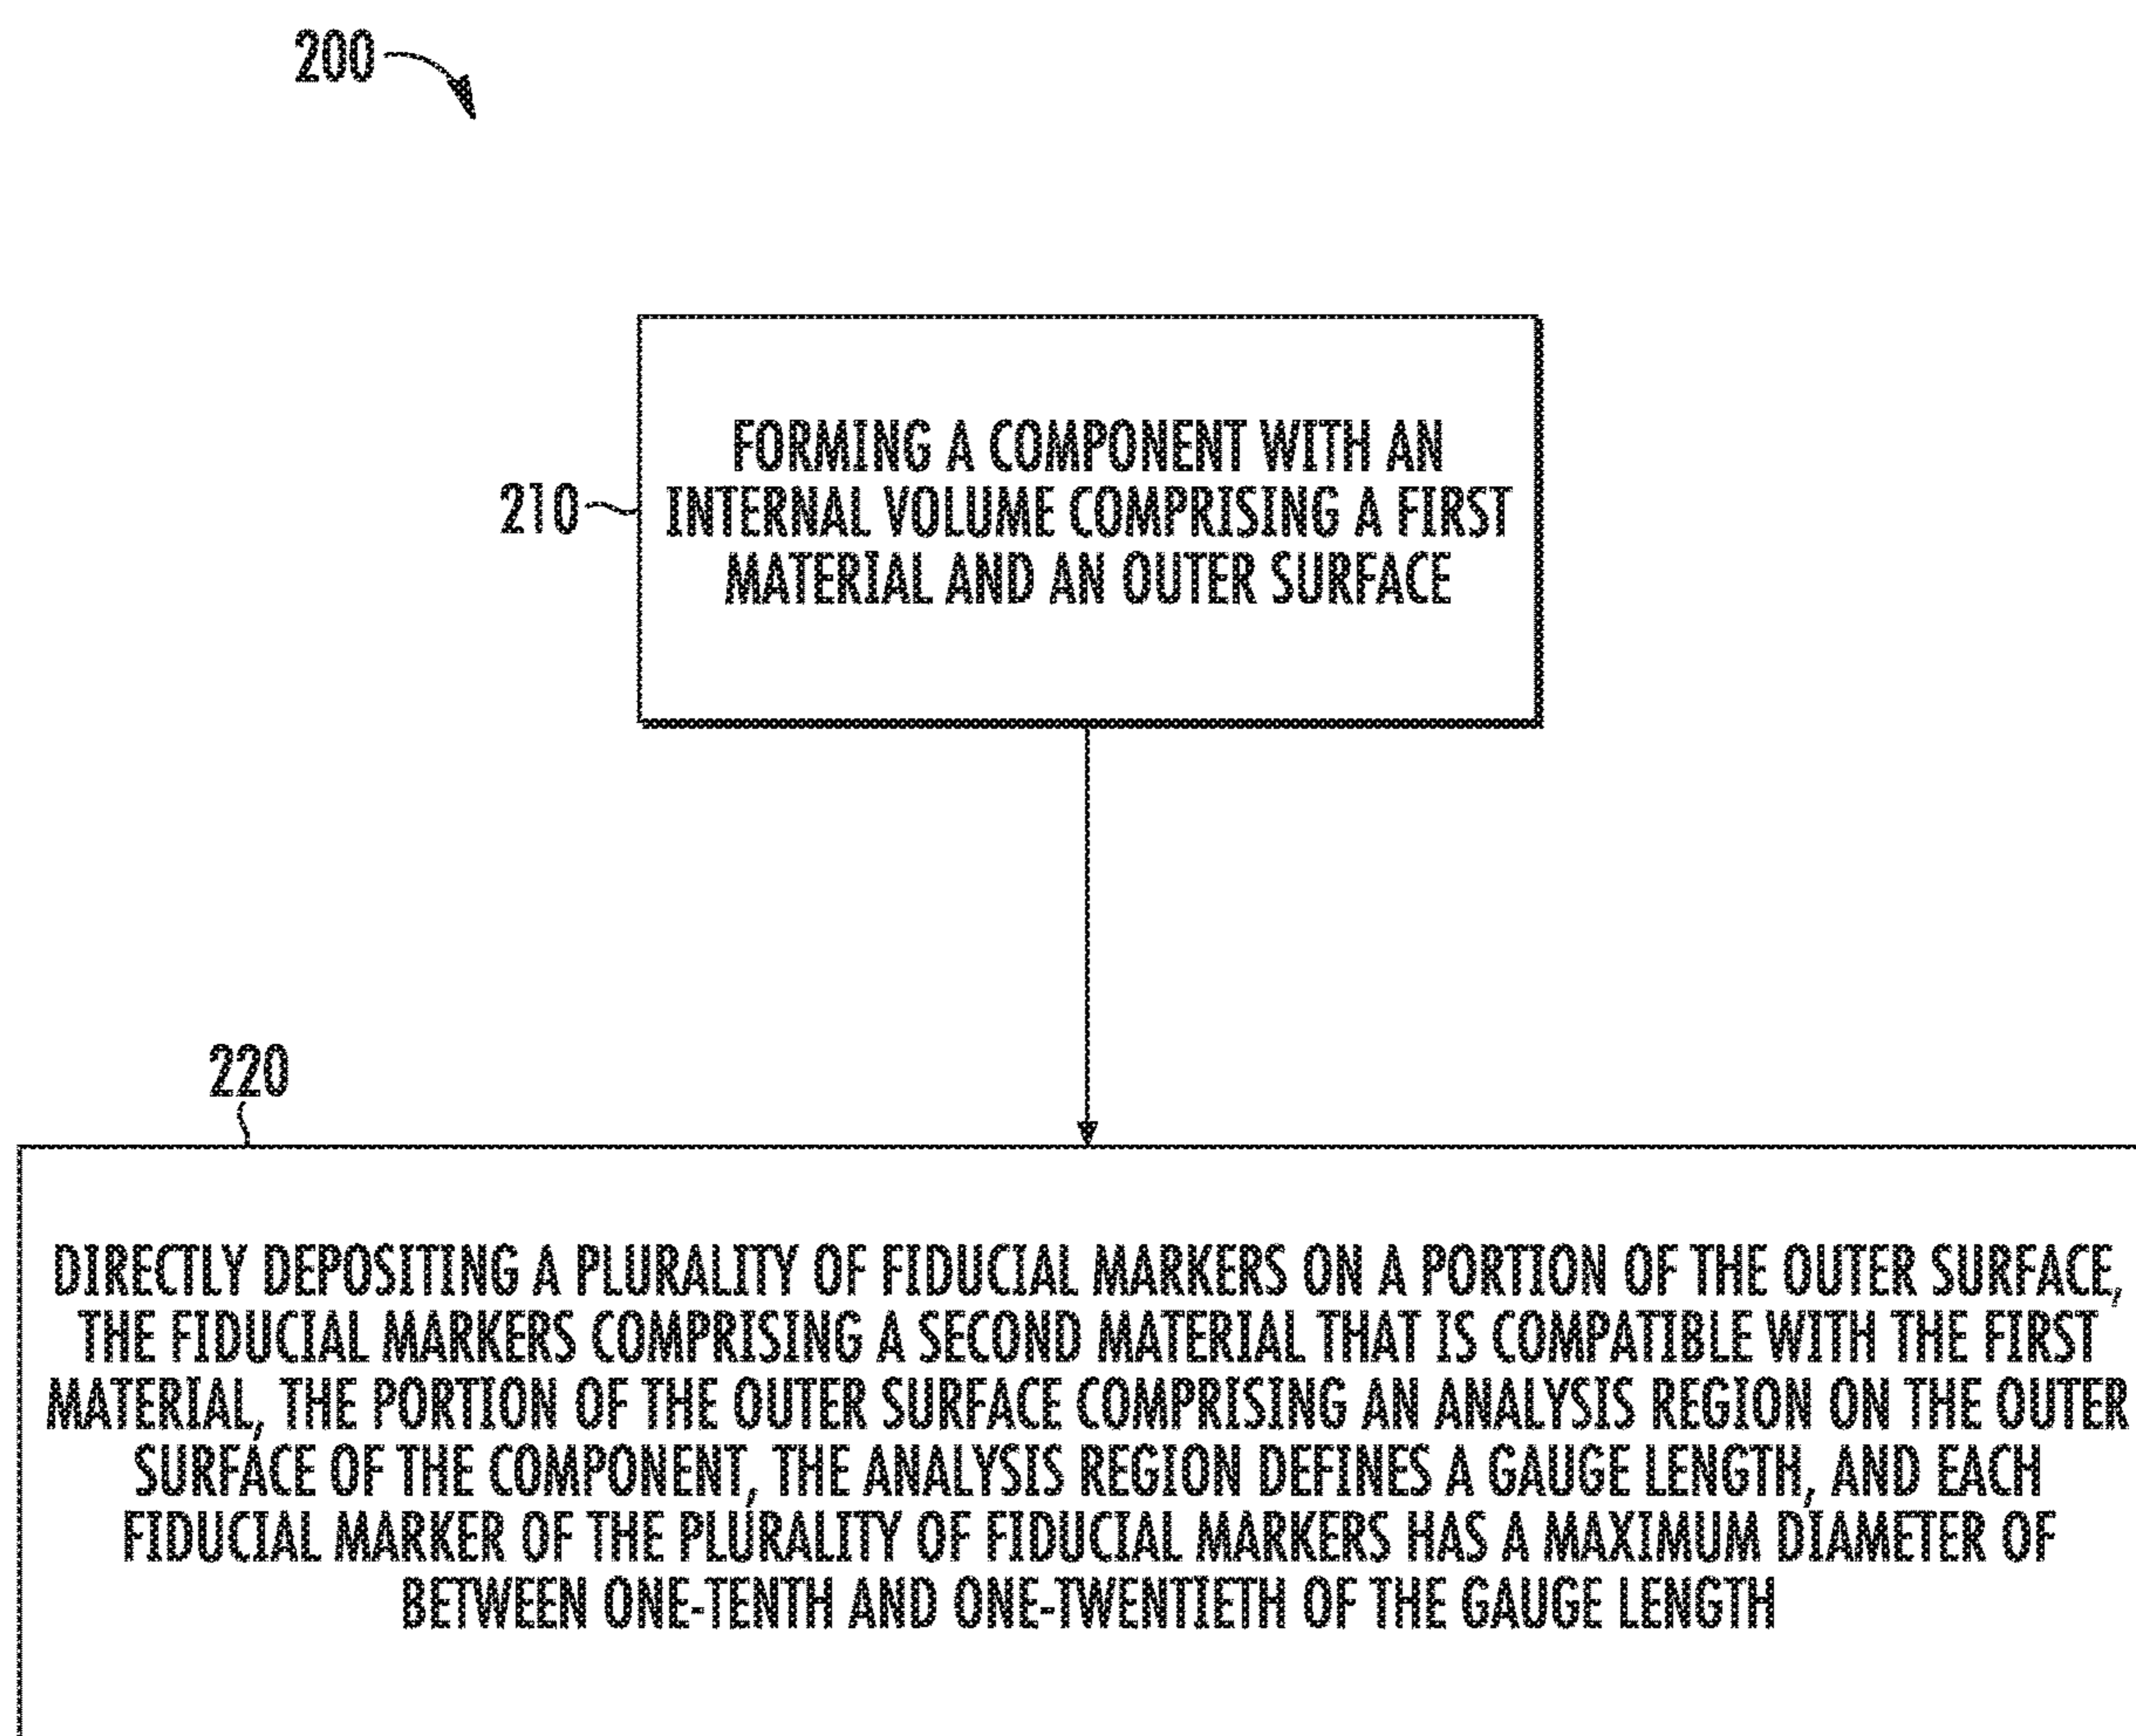 200
FORMING A COMPONENT WITH AN
INTERNAL VOLUME COMPRISING A FIRST
MATERIAL AND AN OUTER SURFACE
210
220
DIRECTLY DEPOSITING A PLURALITY OF FIDUCIAL MARKERS ON A PORTION OF THE OUTER SURFACE,
THE FIDUCIAL MARKERS COMPRISING A SECOND MATERIAL THAT IS COMPATIBLE WITH THE FIRST
MATERIAL, THE PORTION OF THE OUTER SURFACE COMPRISING AN ANALYSIS REGION ON THE OUTER
SURFACE OF THE COMPONENT, THE ANALYSIS REGION DEFINES A GAUGE LENGTH, AND EACH
FIDUCIAL MARKER OF THE PLURALITY OF FIDUCIAL MARKERS HAS A MAXIMUM DIAMETER OF
BETWEEN ONE-TENTH AND ONE-TWENTIETH OF THE GAUGE LENGTH